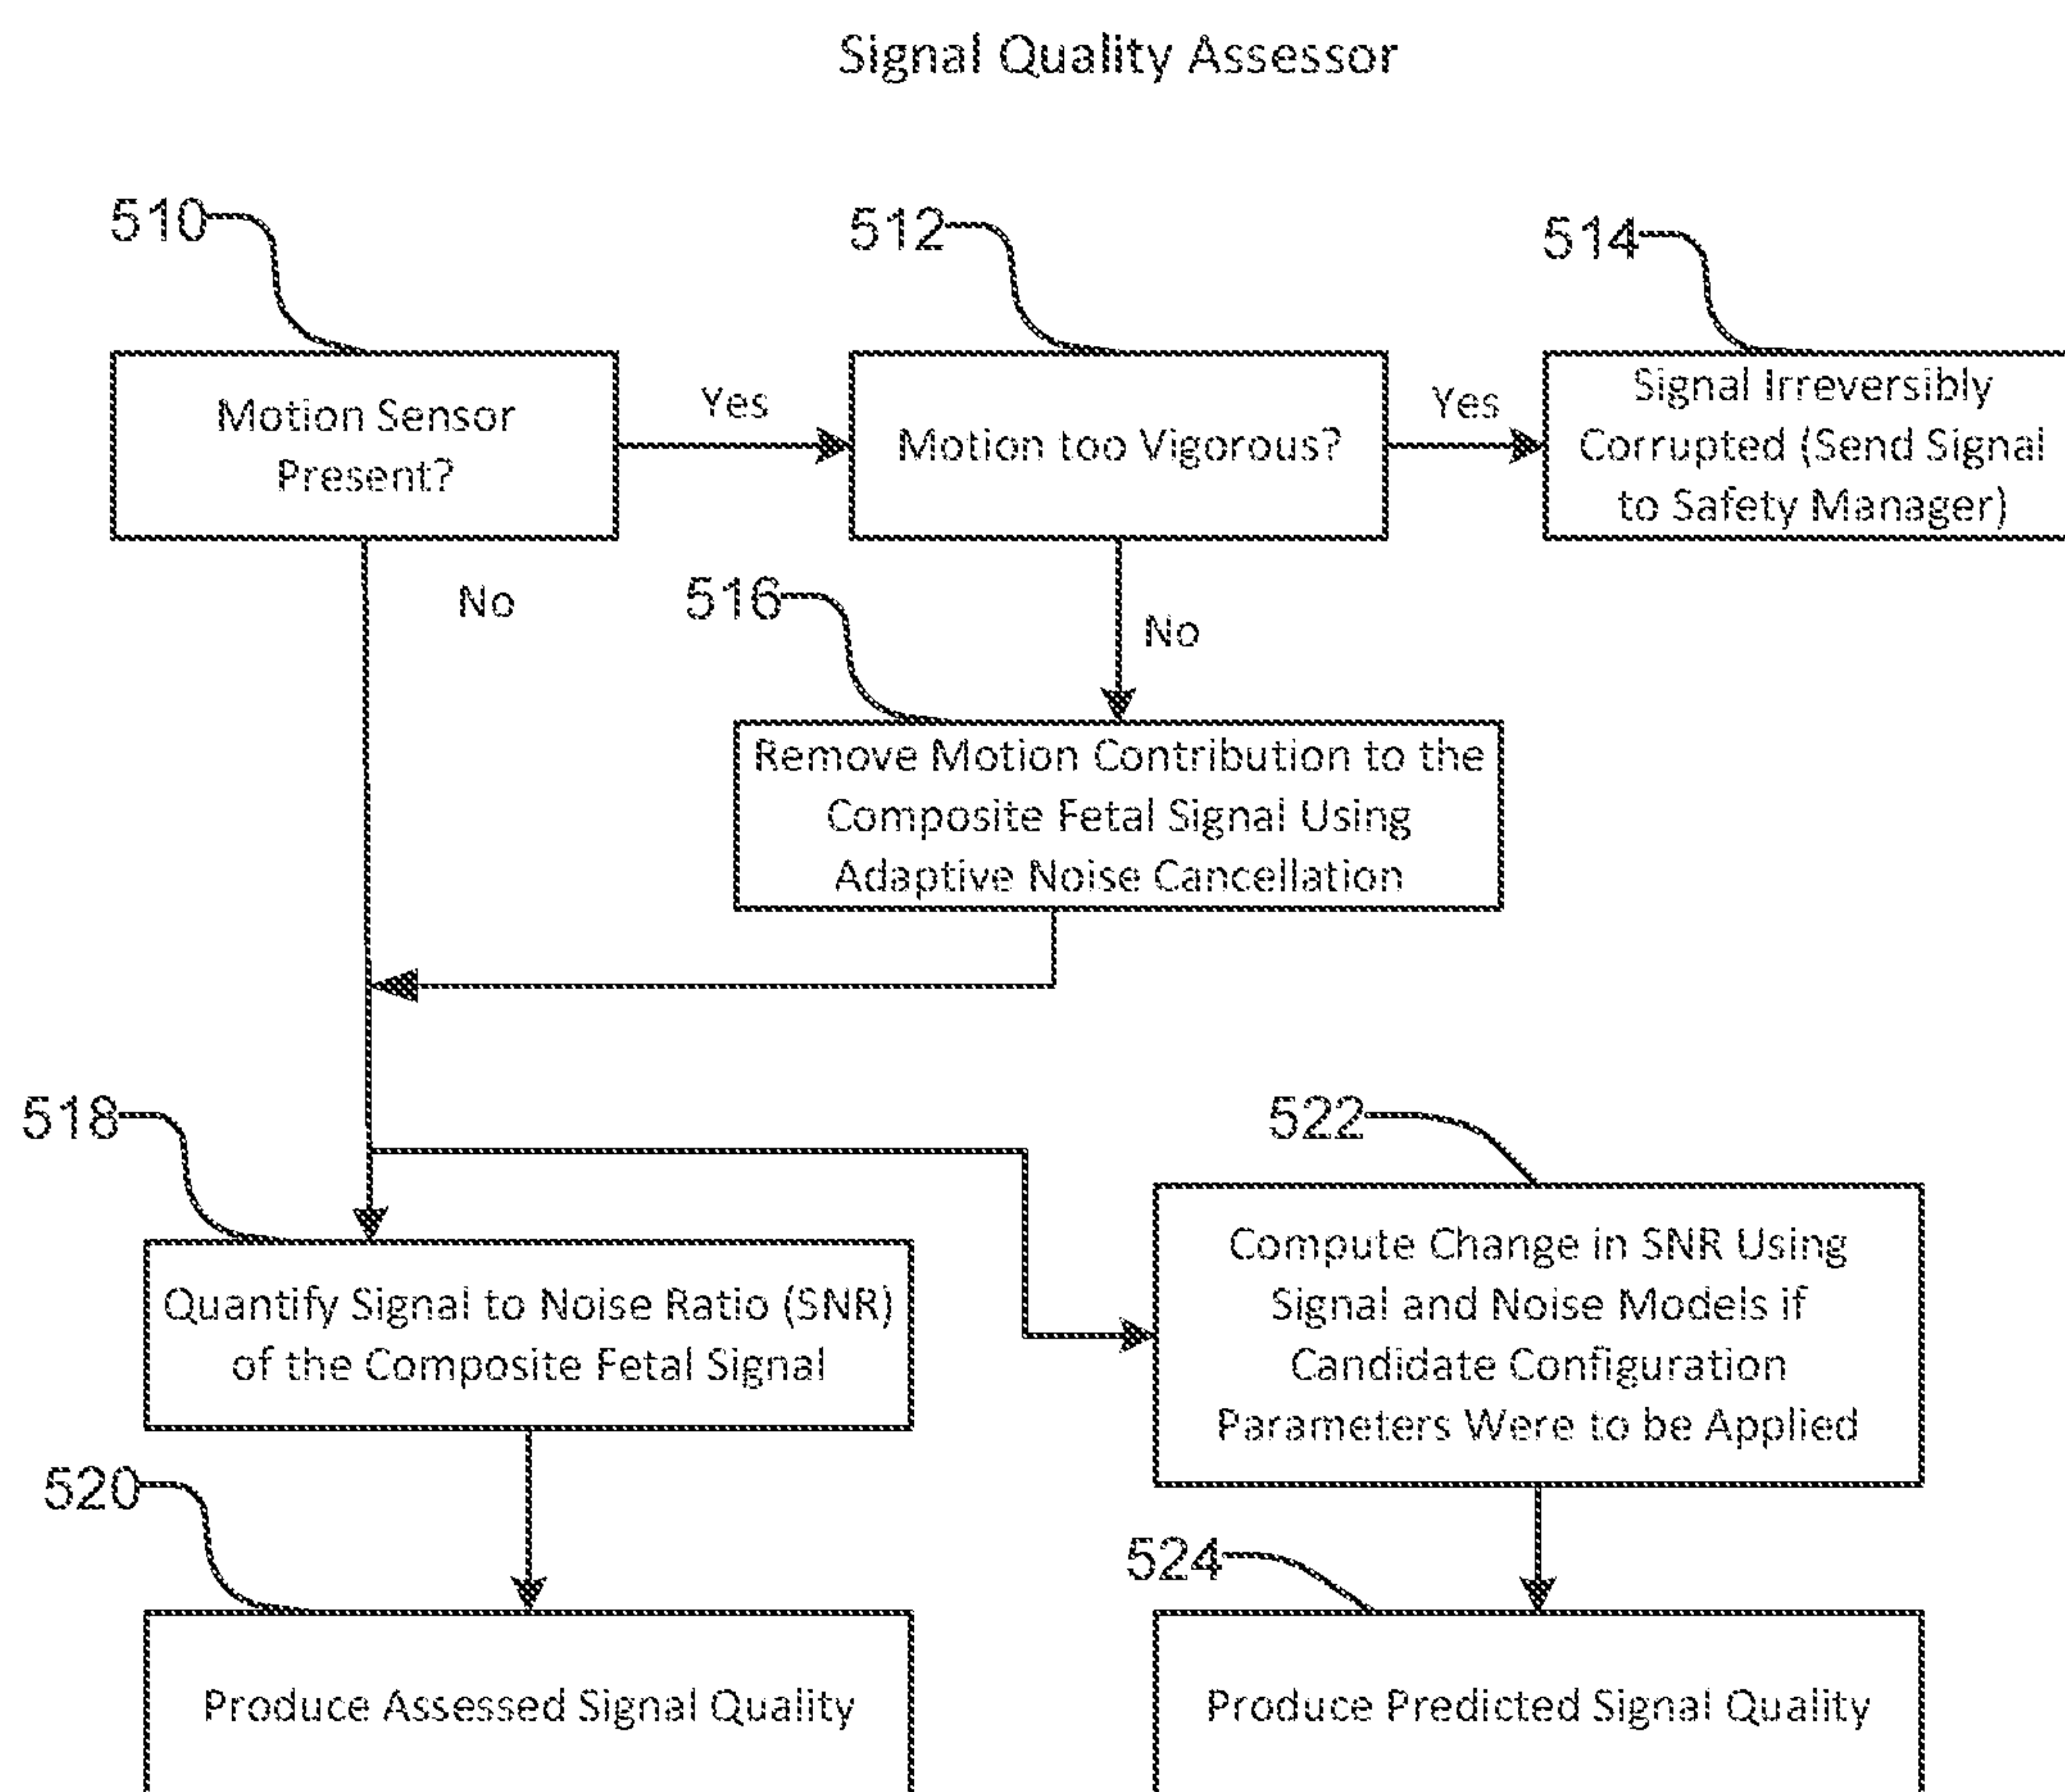 Signal Quality Assessor
510
512
514
Motion Sensor
Present?
Yes
Motion too Vigorous?
Yes
Signal Irreversibly
Corrupted (Send Signal
to Safety Manager)
No
516
No
Remove Motion Contribution to the
Composite Fetal Signal Using
Adaptive Noise Cancellation
518
522
Quantify Signal to Noise Ratio (SNR)
of the Composite Fetal Signal
Compute Change in SNR Using
Signal and Noise Models if
Candidate Configuration
Parameters Were to be Applied
520
524
Produce Assessed Signal Quality
Produce Predicted Signal Quality